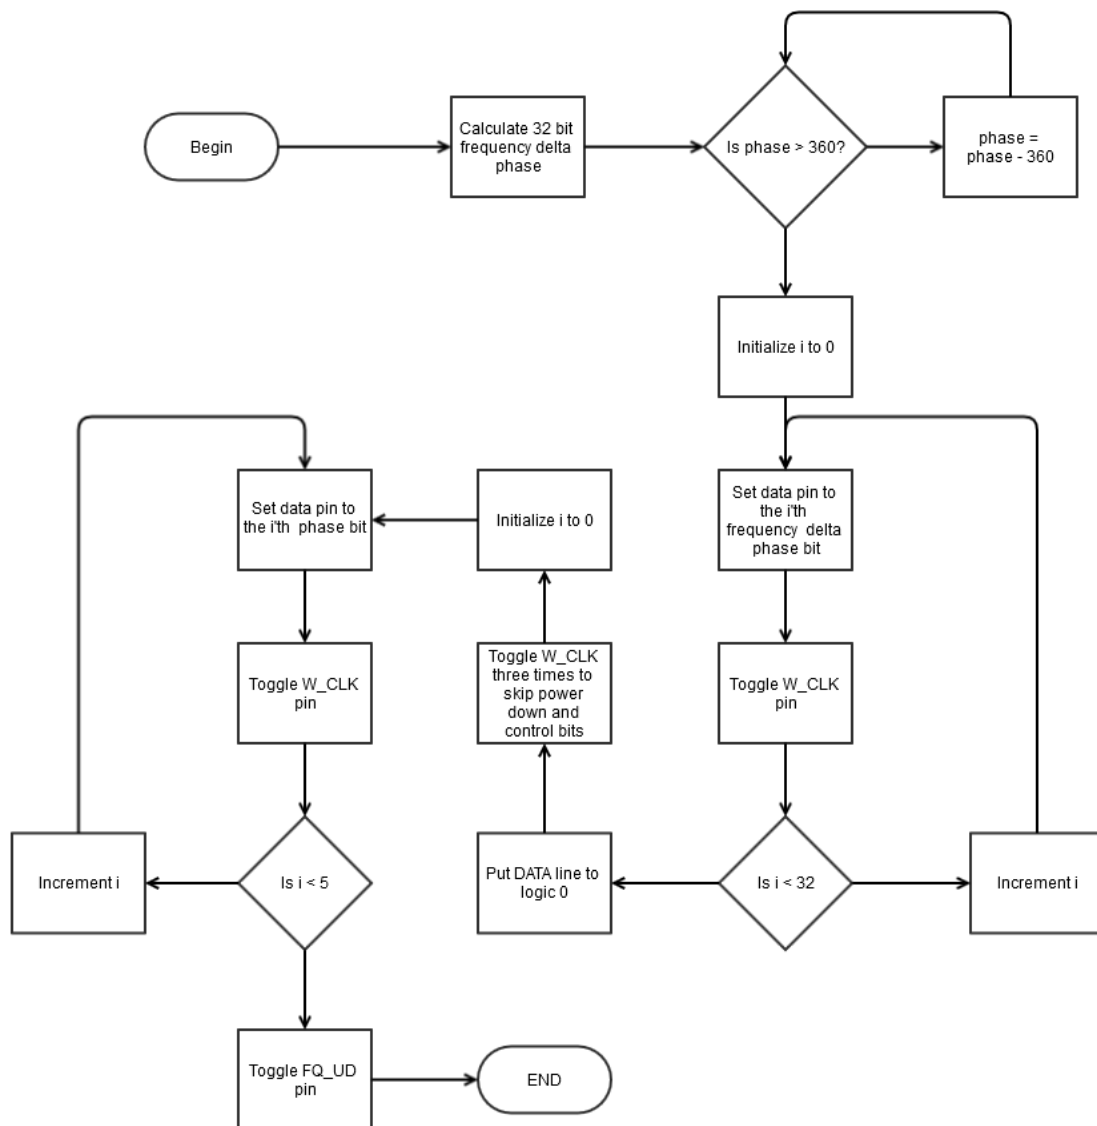 Begin
Calculate 32 bit
frequency delta
phase
Is phase > 360?
phase =
phase - 360
Initialize i to 0
Set data pin to
the i'th
frequency delta
phase bit
Toggle W_CLK
pin
Is i < 32
Increment i
Put DATA line to
logic 0
Toggle W_CLK
three times to
skip power
down and
control bits
Initialize i to 0
Set data pin to
the i'th phase bit
Toggle W_CLK
pin
Is i < 5
Increment i
Toggle FQ_UD
pin
END